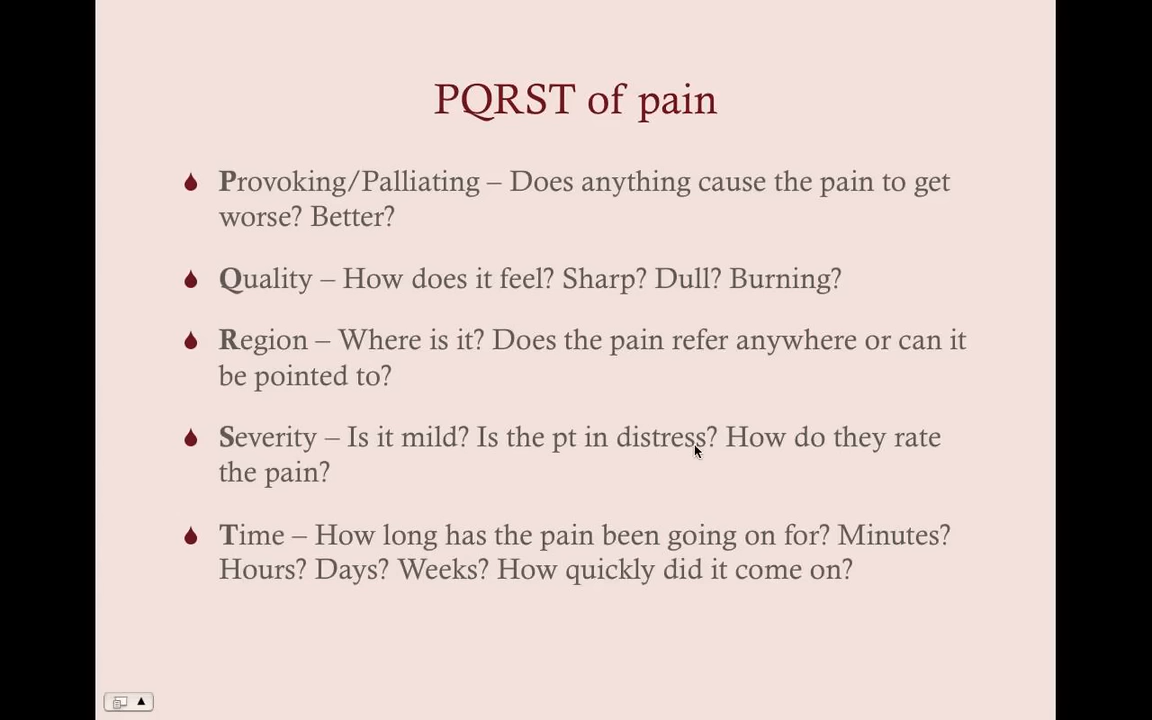 PQRST of pain
Provoking/Palliating – Does anything cause the pain to get
worse? Better?
Quality – How does it feel? Sharp? Dull? Burning?
Region – Where is it? Does the pain refer anywhere or can it
be pointed to?
Severity – Is it mild? Is the pt in distress? How do they rate
the pain?
Time – How long has the pain been going on for? Minutes?
Hours? Days? Weeks? How quickly did it come on?